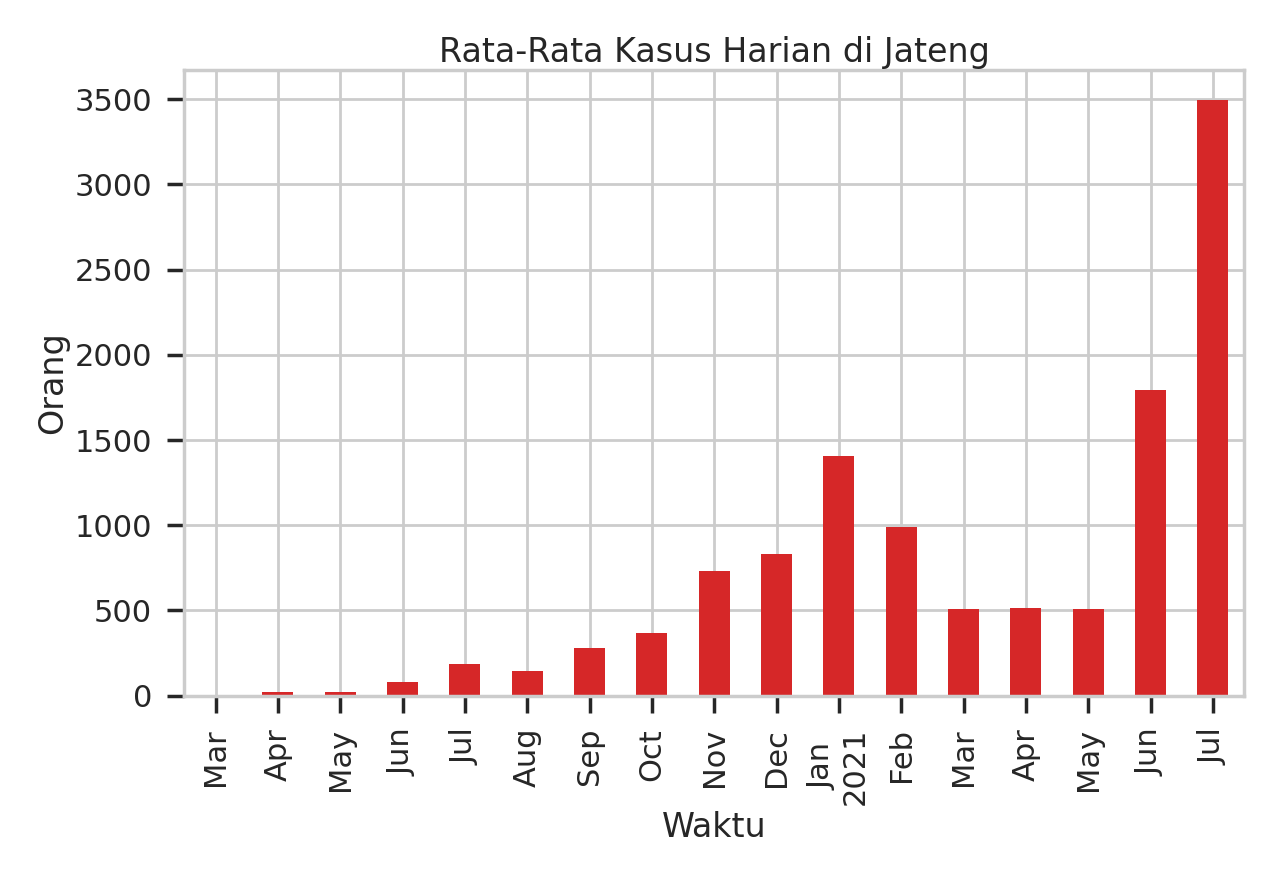 Rata-Rata Kasus Harian di Jateng
3500
3000
2500
2000
1500
1000
500
0
Orang
Mar
Apr
May
Jun
Jul
Aug
Sep
Oct
Nov
Dec
Jan
2021
Feb
Mar
Apr
May
Jun
Jul
Waktu